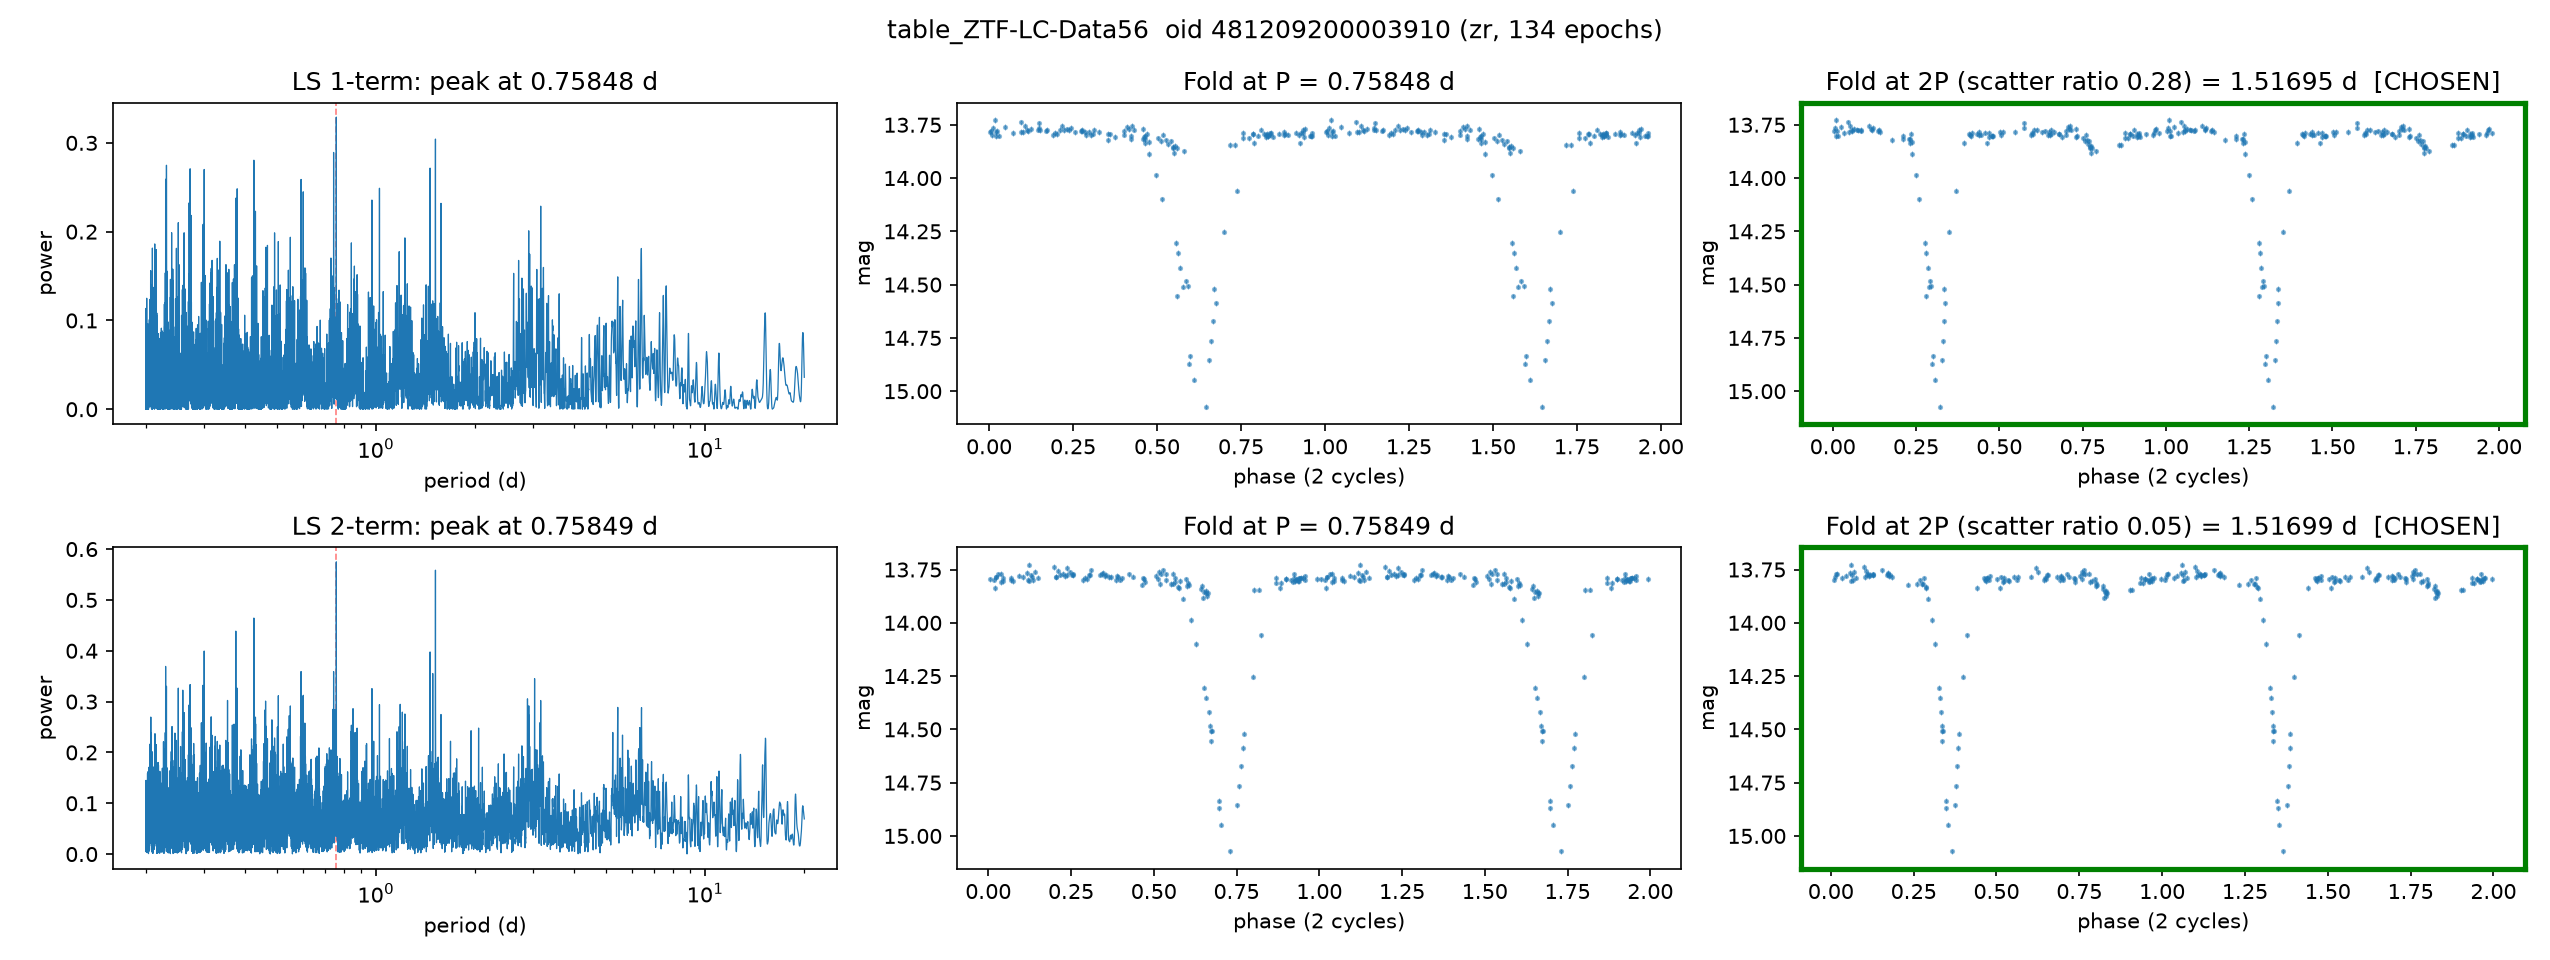 table_ZTF-LC-Data56  oid 481209200003910 (zr, 134 epochs)
LS 1-term: peak at 0.75848 d
power
0.3
0.2
0.1
0.0
10^0
10^1
period (d)
Fold at P = 0.75848 d
mag
13.75
14.00
14.25
14.50
14.75
15.00
0.00 0.25 0.50 0.75 1.00 1.25 1.50 1.75 2.00
phase (2 cycles)
Fold at 2P (scatter ratio 0.28) = 1.51695 d  [CHOSEN]
mag
13.75
14.00
14.25
14.50
14.75
15.00
0.00 0.25 0.50 0.75 1.00 1.25 1.50 1.75 2.00
phase (2 cycles)
LS 2-term: peak at 0.75849 d
power
0.6
0.5
0.4
0.3
0.2
0.1
0.0
10^0
10^1
period (d)
Fold at P = 0.75849 d
mag
13.75
14.00
14.25
14.50
14.75
15.00
0.00 0.25 0.50 0.75 1.00 1.25 1.50 1.75 2.00
phase (2 cycles)
Fold at 2P (scatter ratio 0.05) = 1.51699 d  [CHOSEN]
mag
13.75
14.00
14.25
14.50
14.75
15.00
0.00 0.25 0.50 0.75 1.00 1.25 1.50 1.75 2.00
phase (2 cycles)